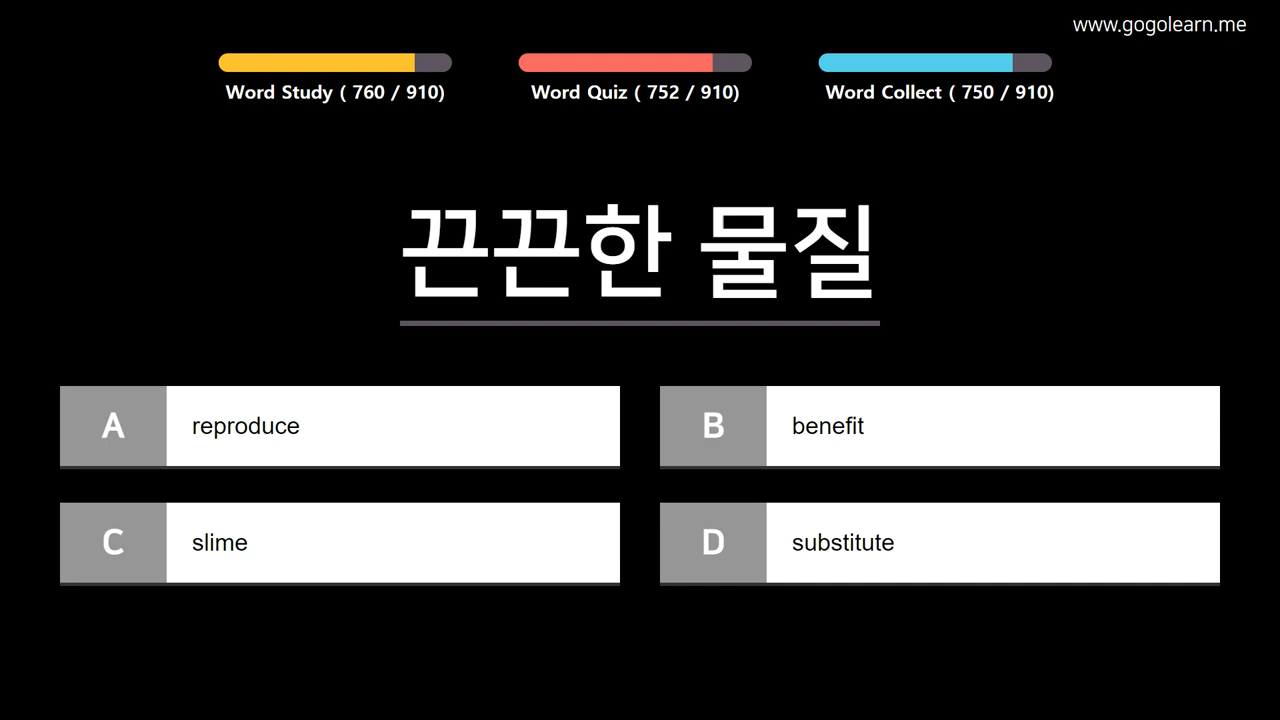 www.gogolearn.me
Word Study ( 760 / 910)
Word Quiz ( 752 / 910)
Word Collect ( 750 / 910)
끈끈한 물질
A reproduce
B benefit
C slime
D substitute